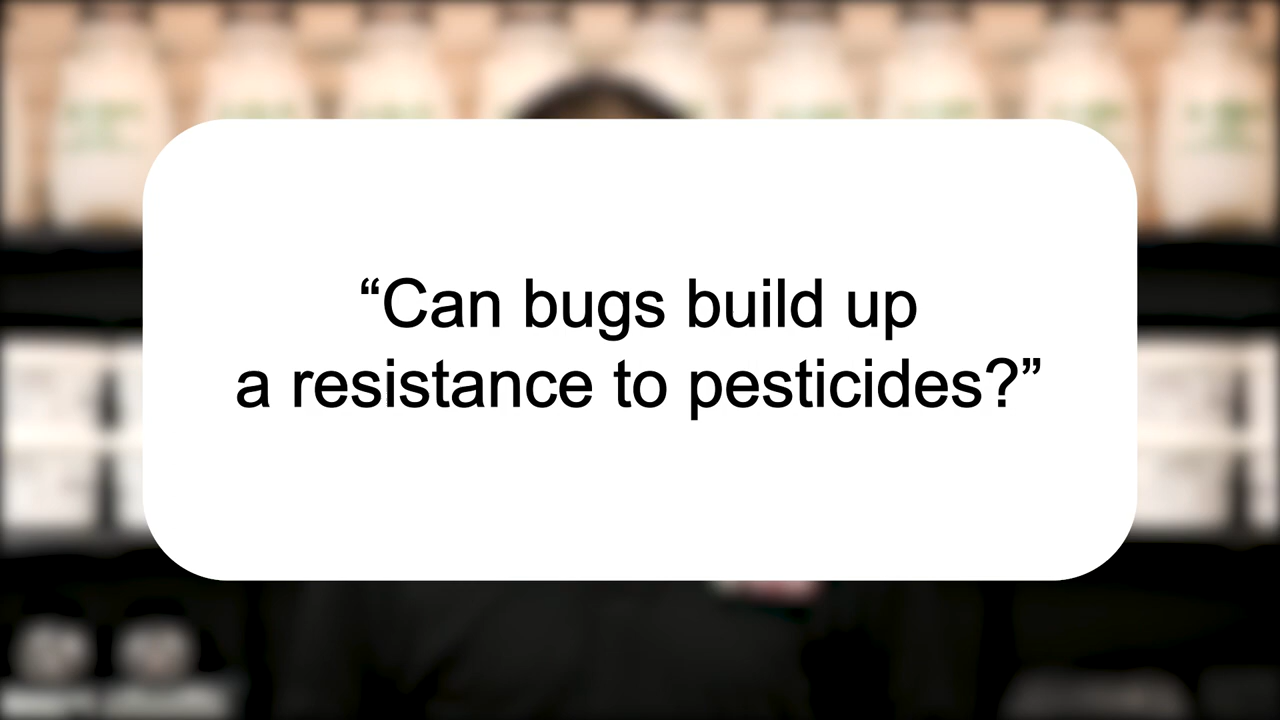 “Can bugs build up
a resistance to pesticides?”